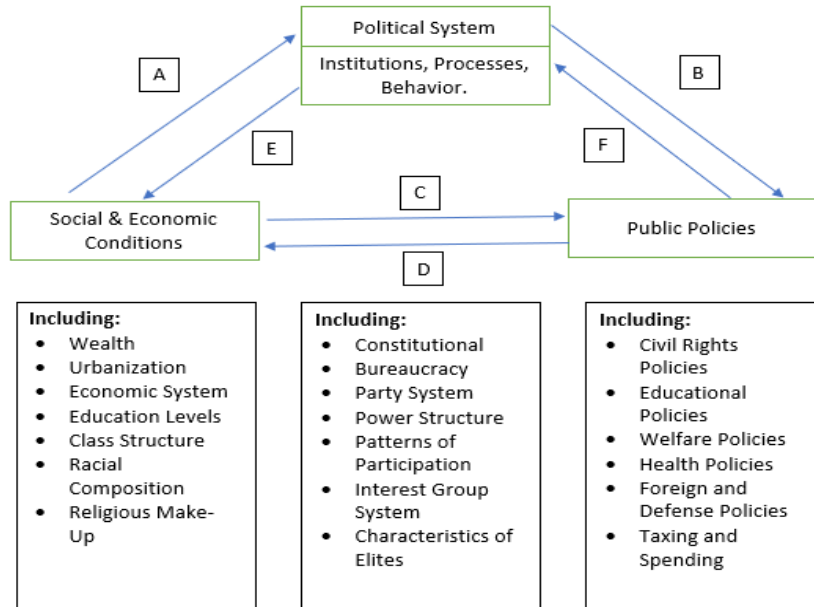 Political System
Institutions, Processes,
Behavior.
A
B
E
F
C
Social & Economic
Conditions
Public Policies
D
Including:
• Wealth
• Urbanization
• Economic System
• Education Levels
• Class Structure
• Racial
Composition
• Religious Make-
Up
Including:
• Constitutional
• Bureaucracy
• Party System
• Power Structure
• Patterns of
Participation
• Interest Group
System
• Characteristics of
Elites
Including:
• Civil Rights
Policies
• Educational
Policies
• Welfare Policies
• Health Policies
• Foreign and
Defense Policies
• Taxing and
Spending